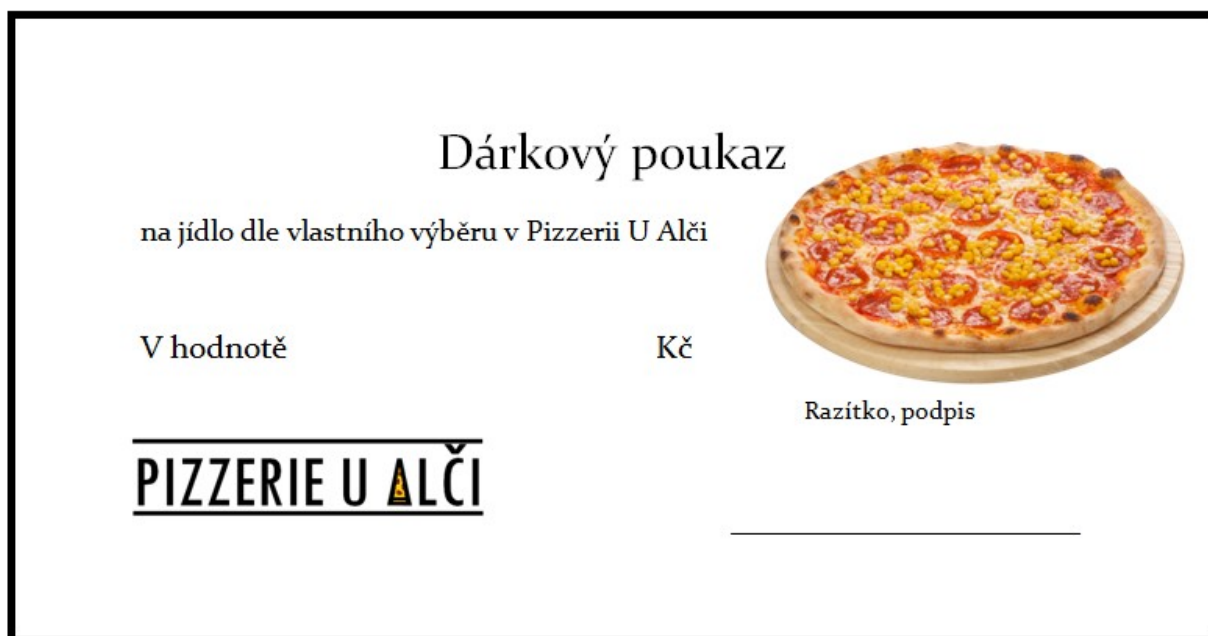 Dárkový poukaz
na jídlo dle vlastního výběru v Pizzerii U Alči
V hodnotě Kč
Razítko, podpis
PIZZERIE U ALČI